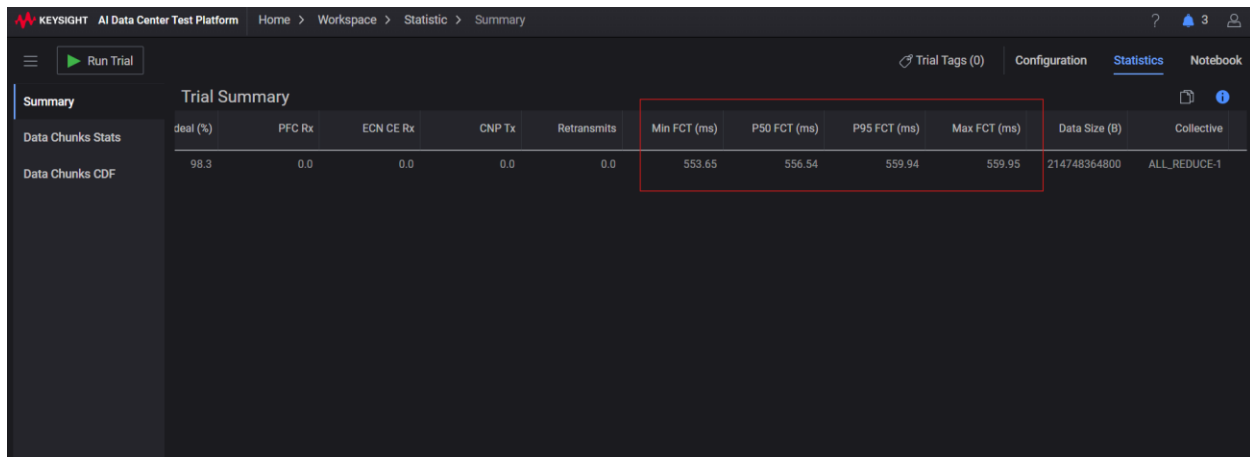 KEYSIGHT AI Data Center Test Platform Home > Workspace > Statistic > Summary ? 3
Run Trial Trial Tags (0) Configuration Statistics Notebook
Summary
Data Chunks Stats
Data Chunks CDF
Trial Summary
deal (%) PFC Rx ECN CE Rx CNP Tx Retransmits Min FCT (ms) P50 FCT (ms) P95 FCT (ms) Max FCT (ms) Data Size (B) Collective
98.3 0.0 0.0 0.0 0.0 553.65 556.54 559.94 559.95 214748364800 ALL_REDUCE-1